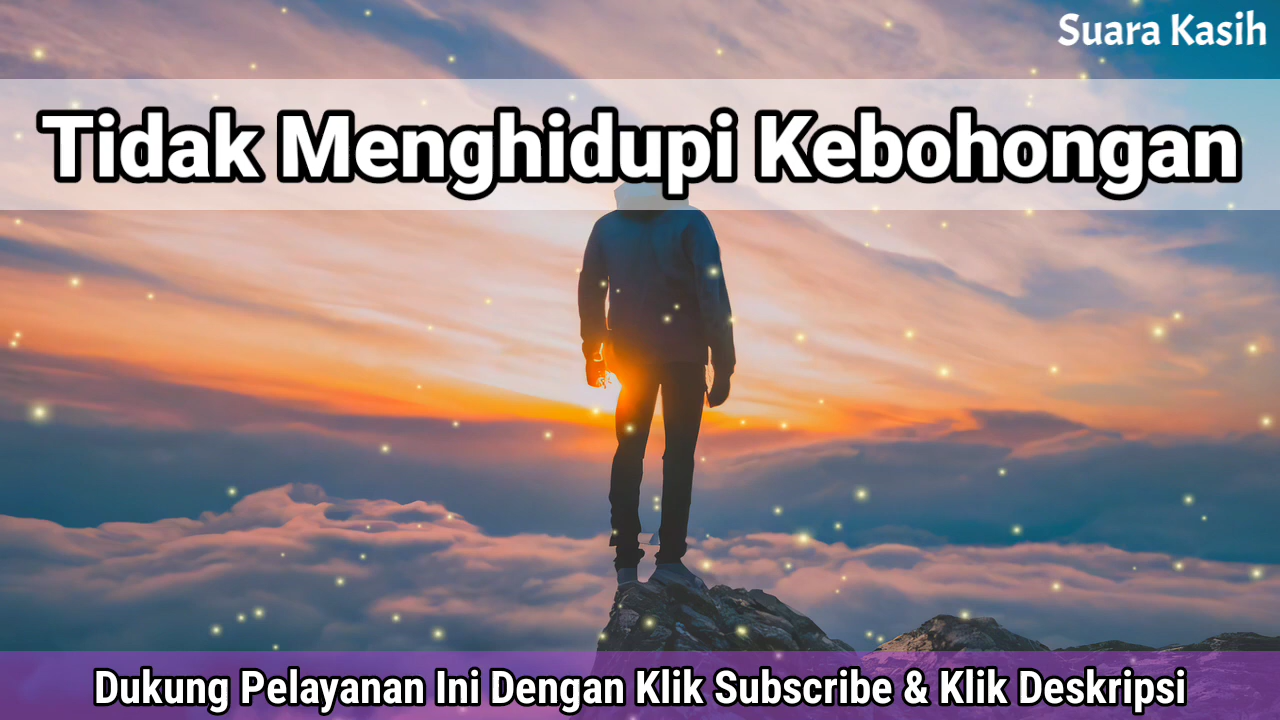 Suara Kasih
Tidak Menghidupi Kebohongan
Dukung Pelayanan Ini Dengan Klik Subscribe & Klik Deskripsi